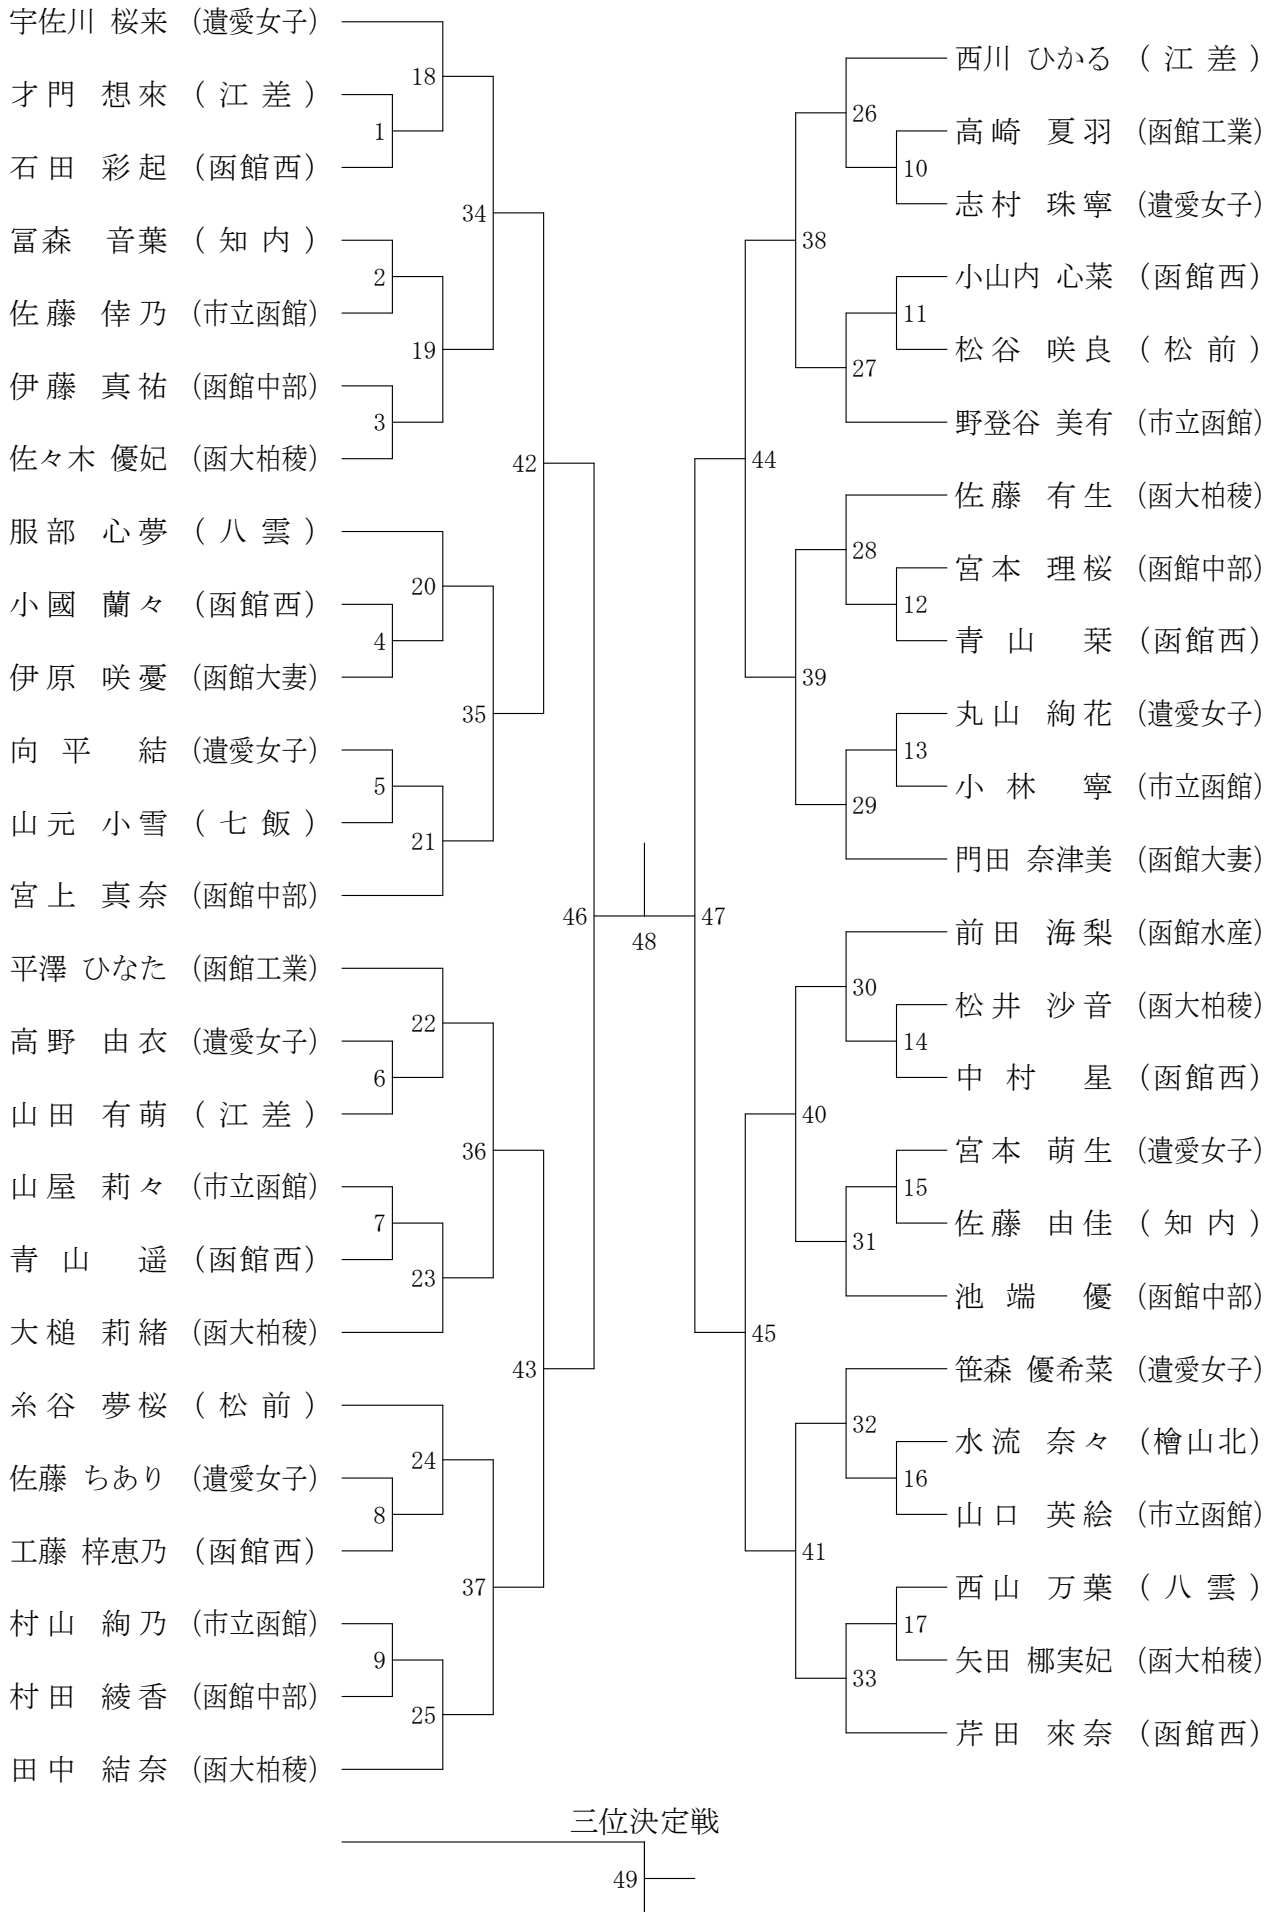 宇佐川 桜来 (遺愛女子)
18
才門 想來 (江差)
1
石田 彩起 (函館西)
34
冨森 音葉 (知内)
2
佐藤 倖乃 (市立函館)
19
伊藤 真祐 (函館中部)
3
佐々木 優妃 (函大柏稜)
42
服部 心夢 (八雲)
20
小國 蘭々 (函館西)
4
伊原 咲憂 (函館大妻)
35
向平 結 (遺愛女子)
5
山元 小雪 (七飯)
21
宮上 真奈 (函館中部)
46
平澤 ひなた (函館工業)
22
高野 由衣 (遺愛女子)
6
山田 有萌 (江差)
36
山屋 莉々 (市立函館)
7
青山 遥 (函館西)
23
大槌 莉緒 (函大柏稜)
43
糸谷 夢桜 (松前)
24
佐藤 ちあり (遺愛女子)
8
工藤 梓恵乃 (函館西)
37
村山 絢乃 (市立函館)
9
村田 綾香 (函館中部)
25
田中 結奈 (函大柏稜)
48
西川 ひかる (江差)
26
高崎 夏羽 (函館工業)
10
志村 珠寧 (遺愛女子)
38
小山内 心菜 (函館西)
11
松谷 咲良 (松前)
27
野登谷 美有 (市立函館)
44
佐藤 有生 (函大柏稜)
28
宮本 理桜 (函館中部)
12
青山 栞 (函館西)
39
丸山 絢花 (遺愛女子)
13
小林 寧 (市立函館)
29
門田 奈津美 (函館大妻)
47
前田 海梨 (函館水産)
30
松井 沙音 (函大柏稜)
14
中村 星 (函館西)
40
宮本 萌生 (遺愛女子)
15
佐藤 由佳 (知内)
31
池端 優 (函館中部)
45
笹森 優希菜 (遺愛女子)
32
水流 奈々 (檜山北)
16
山口 英絵 (市立函館)
41
西山 万葉 (八雲)
17
矢田 梛実妃 (函大柏稜)
33
芹田 來奈 (函館西)
三位決定戦
49